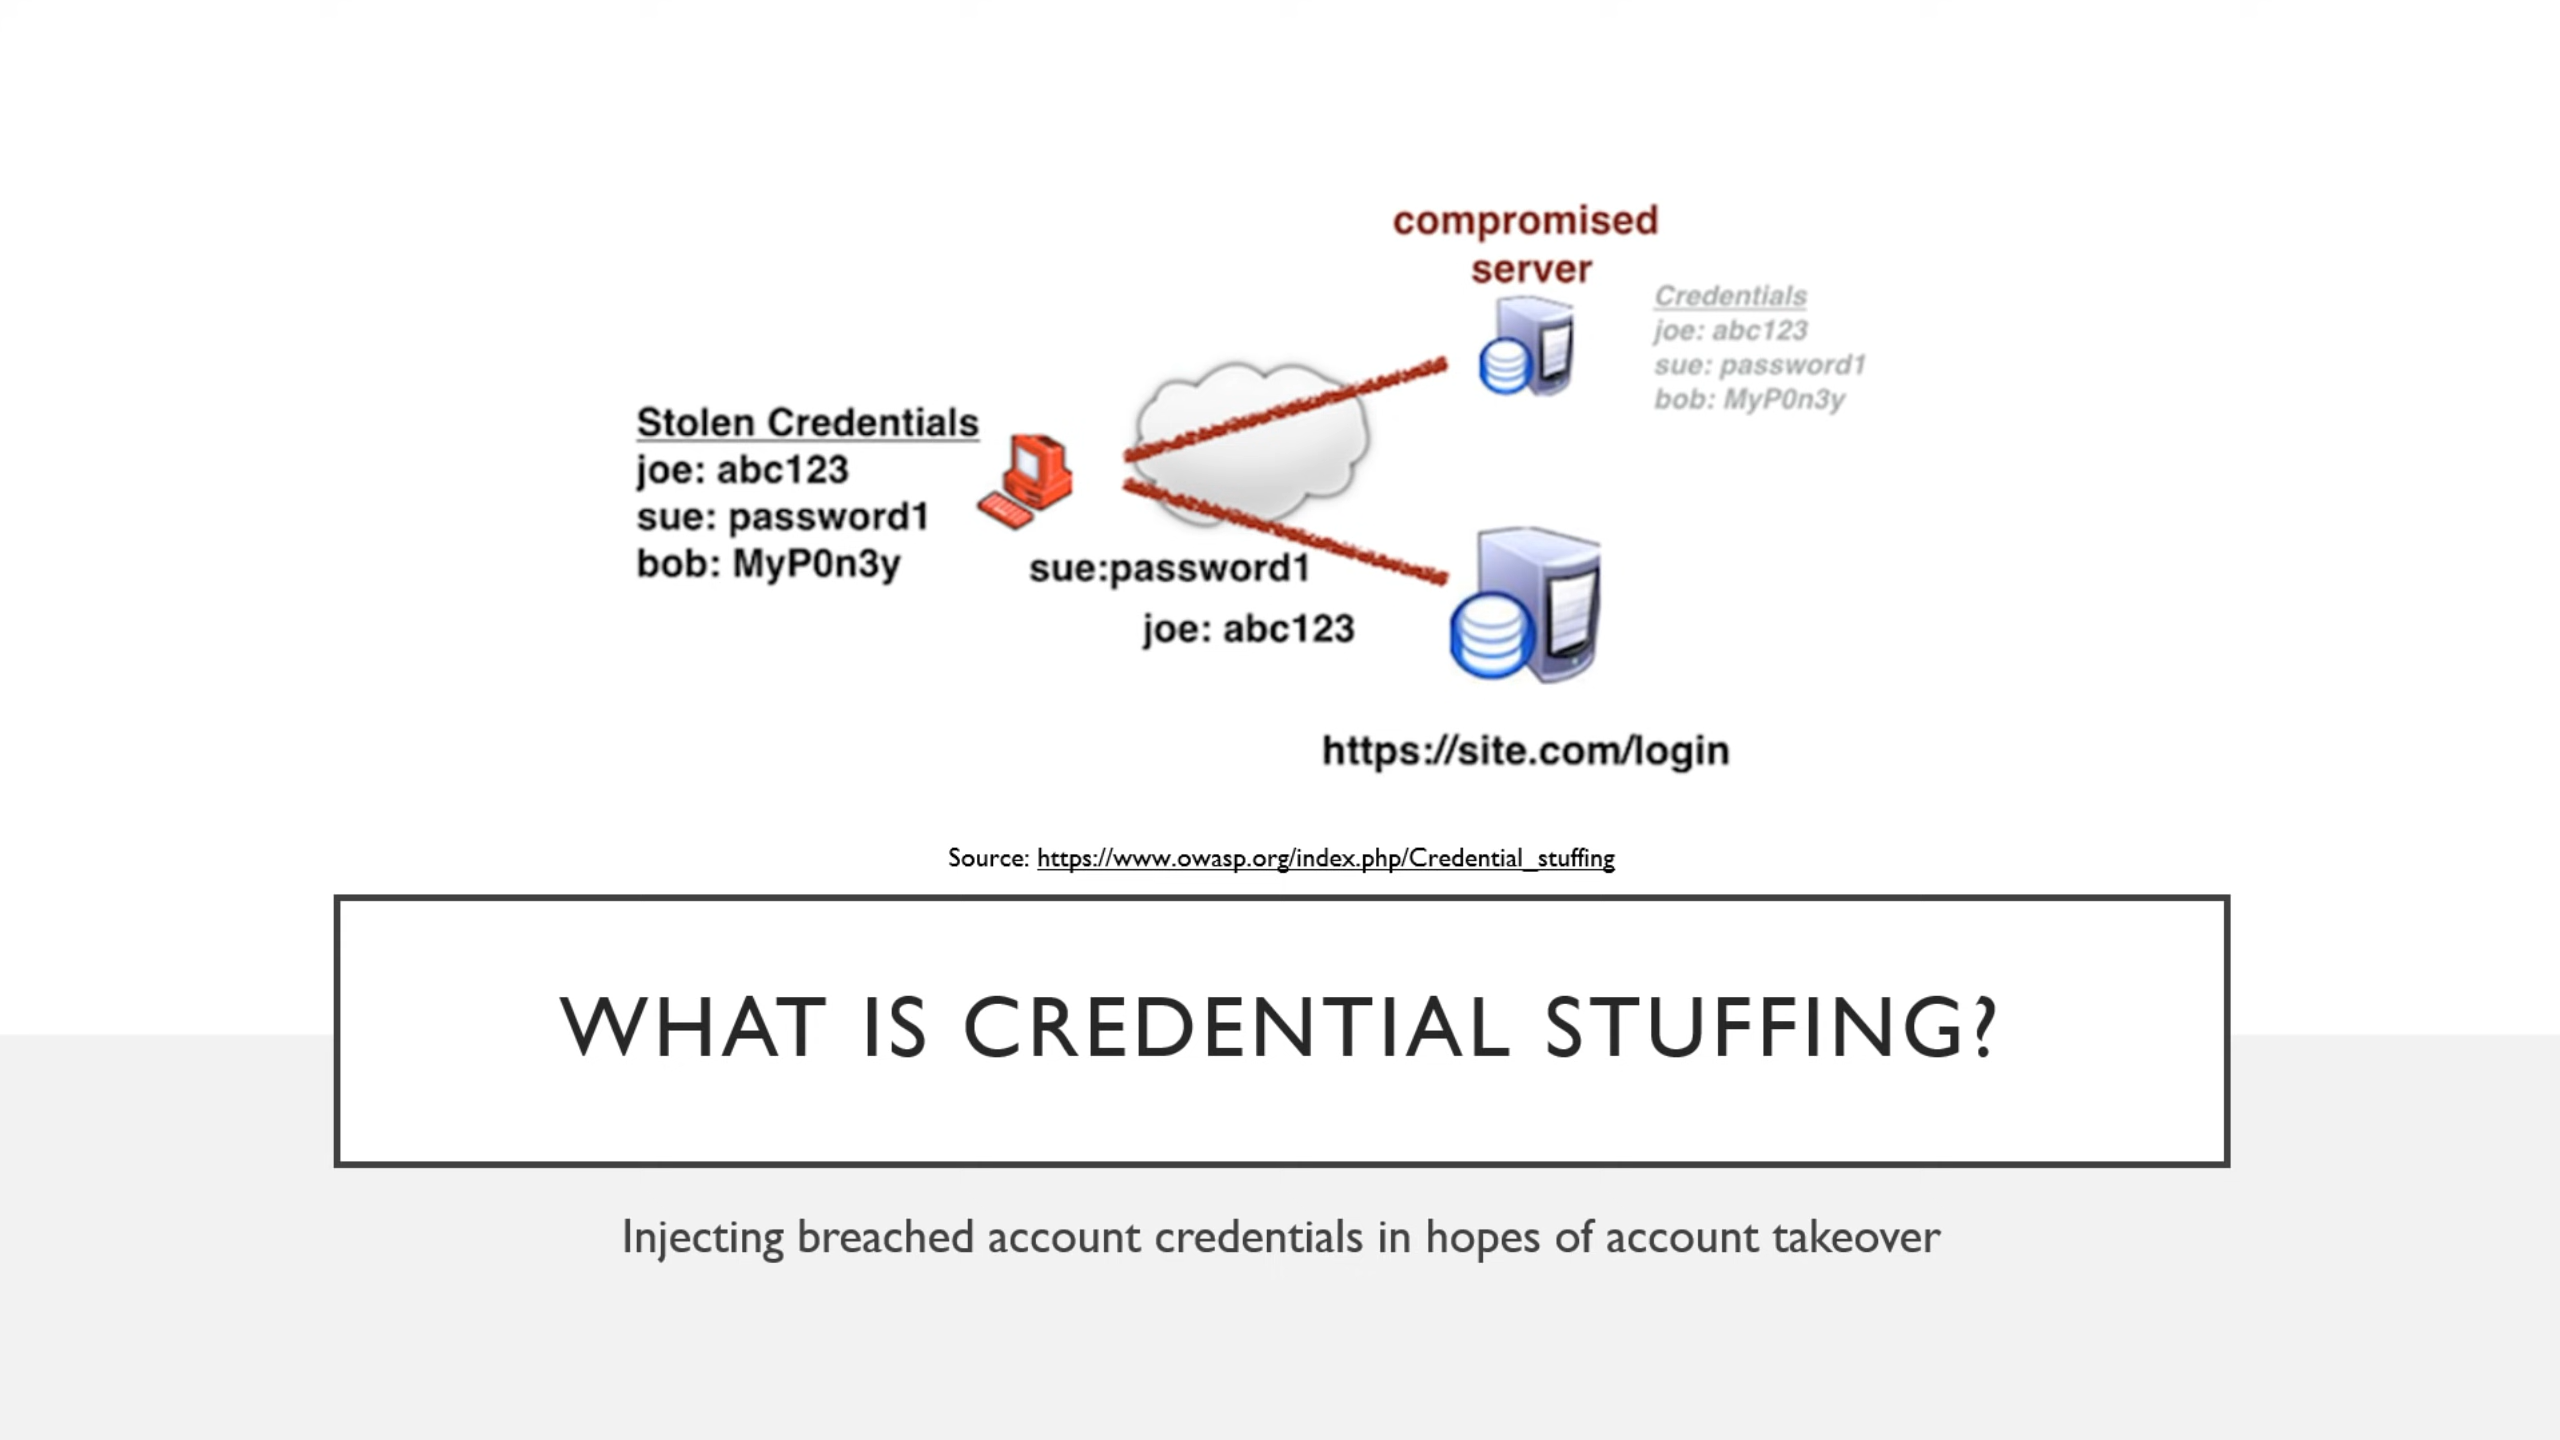 compromised
server
Credentials
joe: abc123
sue: password1
bob: MyP0n3y
Stolen Credentials
joe: abc123
sue: password1
bob: MyP0n3y
sue:password1
joe: abc123
https://site.com/login
Source: https://www.owasp.org/index.php/Credential_stuffing
WHAT IS CREDENTIAL STUFFING?
Injecting breached account credentials in hopes of account takeover